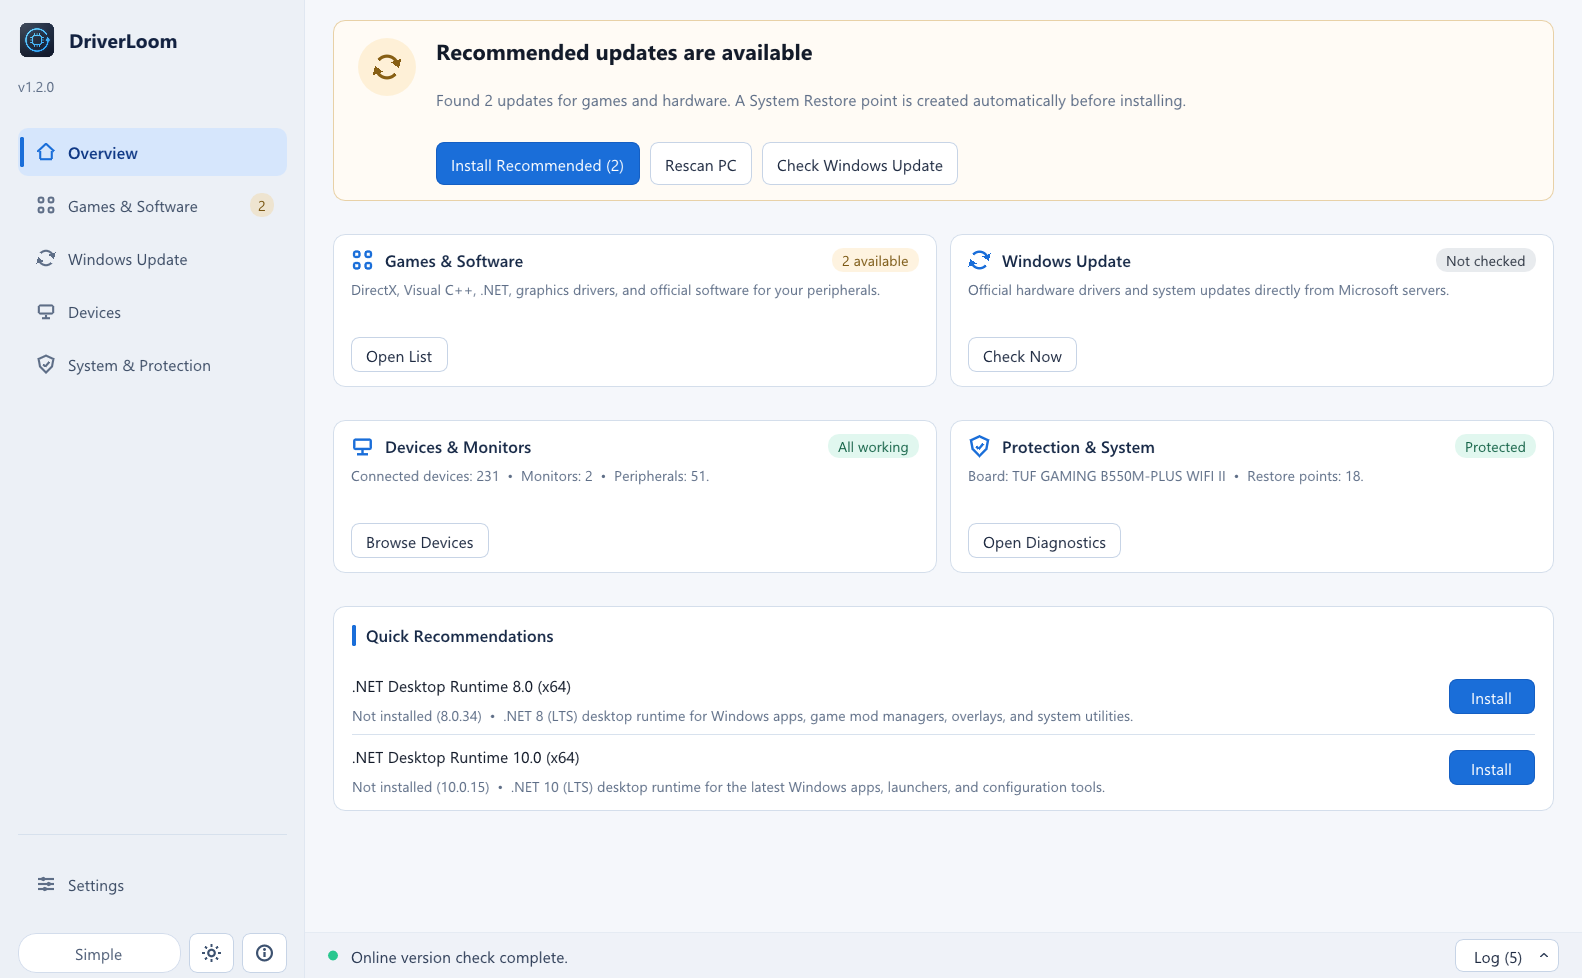 DriverLoom
v1.2.0
Overview
Games & Software 2
Windows Update
Devices
System & Protection
Settings
Simple
Recommended updates are available
Found 2 updates for games and hardware. A System Restore point is created automatically before installing.
Install Recommended (2) Rescan PC Check Windows Update
Games & Software 2 available
DirectX, Visual C++, .NET, graphics drivers, and official software for your peripherals.
Open List
Windows Update Not checked
Official hardware drivers and system updates directly from Microsoft servers.
Check Now
Devices & Monitors All working
Connected devices: 231 • Monitors: 2 • Peripherals: 51.
Browse Devices
Protection & System Protected
Board: TUF GAMING B550M-PLUS WIFI II • Restore points: 18.
Open Diagnostics
Quick Recommendations
.NET Desktop Runtime 8.0 (x64)
Not installed (8.0.34) • .NET 8 (LTS) desktop runtime for Windows apps, game mod managers, overlays, and system utilities.
Install
.NET Desktop Runtime 10.0 (x64)
Not installed (10.0.15) • .NET 10 (LTS) desktop runtime for the latest Windows apps, launchers, and configuration tools.
Install
Online version check complete.
Log (5)